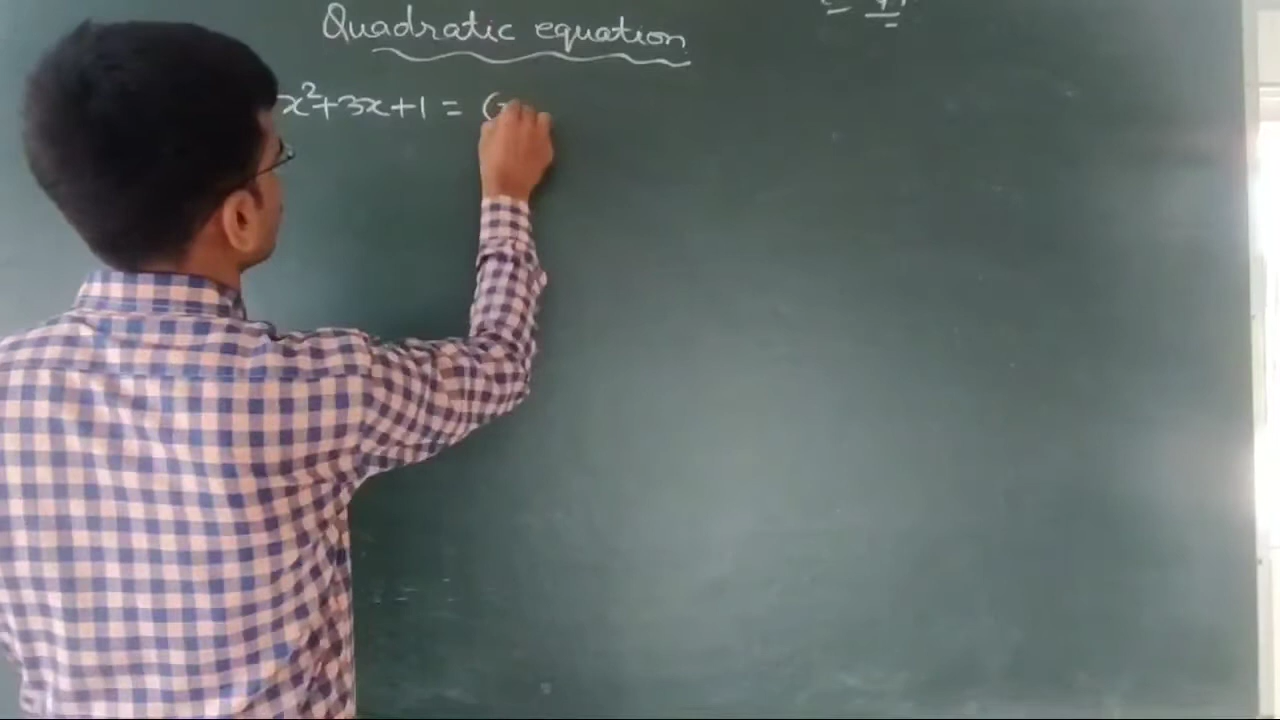 Quadratic equation
x²+3x+1 = (